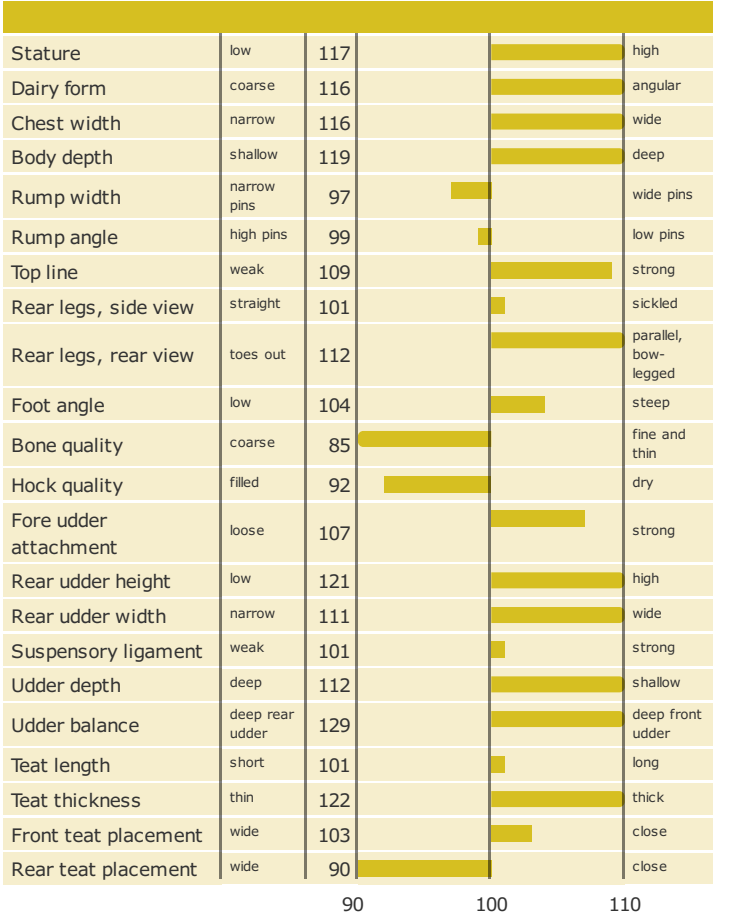 Stature low 117 high
Dairy form coarse 116 angular
Chest width narrow 116 wide
Body depth shallow 119 deep
Rump width narrow pins 97 wide pins
Rump angle high pins 99 low pins
Top line weak 109 strong
Rear legs, side view straight 101 sickled
Rear legs, rear view toes out 112 parallel, bow-legged
Foot angle low 104 steep
Bone quality coarse 85 fine and thin
Hock quality filled 92 dry
Fore udder attachment loose 107 strong
Rear udder height low 121 high
Rear udder width narrow 111 wide
Suspensory ligament weak 101 strong
Udder depth deep 112 shallow
Udder balance deep rear udder 129 deep front udder
Teat length short 101 long
Teat thickness thin 122 thick
Front teat placement wide 103 close
Rear teat placement wide 90 close
90 100 110